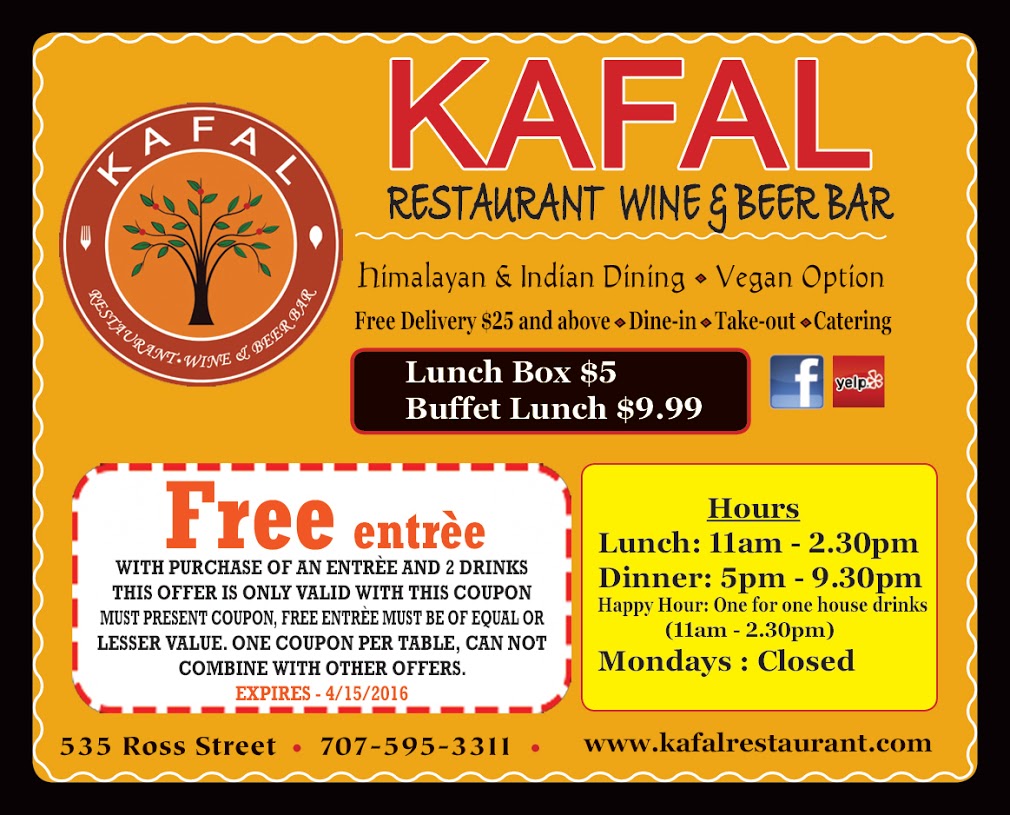 KAFAL
RESTAURANT • WINE & BEER BAR
KAFAL
RESTAURANT WINE & BEER BAR
Himalayan & Indian Dining ⬥ Vegan Option
Free Delivery $25 and above ⬥ Dine-in ⬥ Take-out ⬥ Catering
Lunch Box $5
Buffet Lunch $9.99
f
yelp
Free entrèe
WITH PURCHASE OF AN ENTRÈE AND 2 DRINKS
THIS OFFER IS ONLY VALID WITH THIS COUPON
MUST PRESENT COUPON, FREE ENTRÈE MUST BE OF EQUAL OR
LESSER VALUE. ONE COUPON PER TABLE, CAN NOT
COMBINE WITH OTHER OFFERS.
EXPIRES - 4/15/2016
Hours
Lunch: 11am - 2.30pm
Dinner: 5pm - 9.30pm
Happy Hour: One for one house drinks
(11am - 2.30pm)
Mondays : Closed
535 Ross Street • 707-595-3311 • www.kafalrestaurant.com